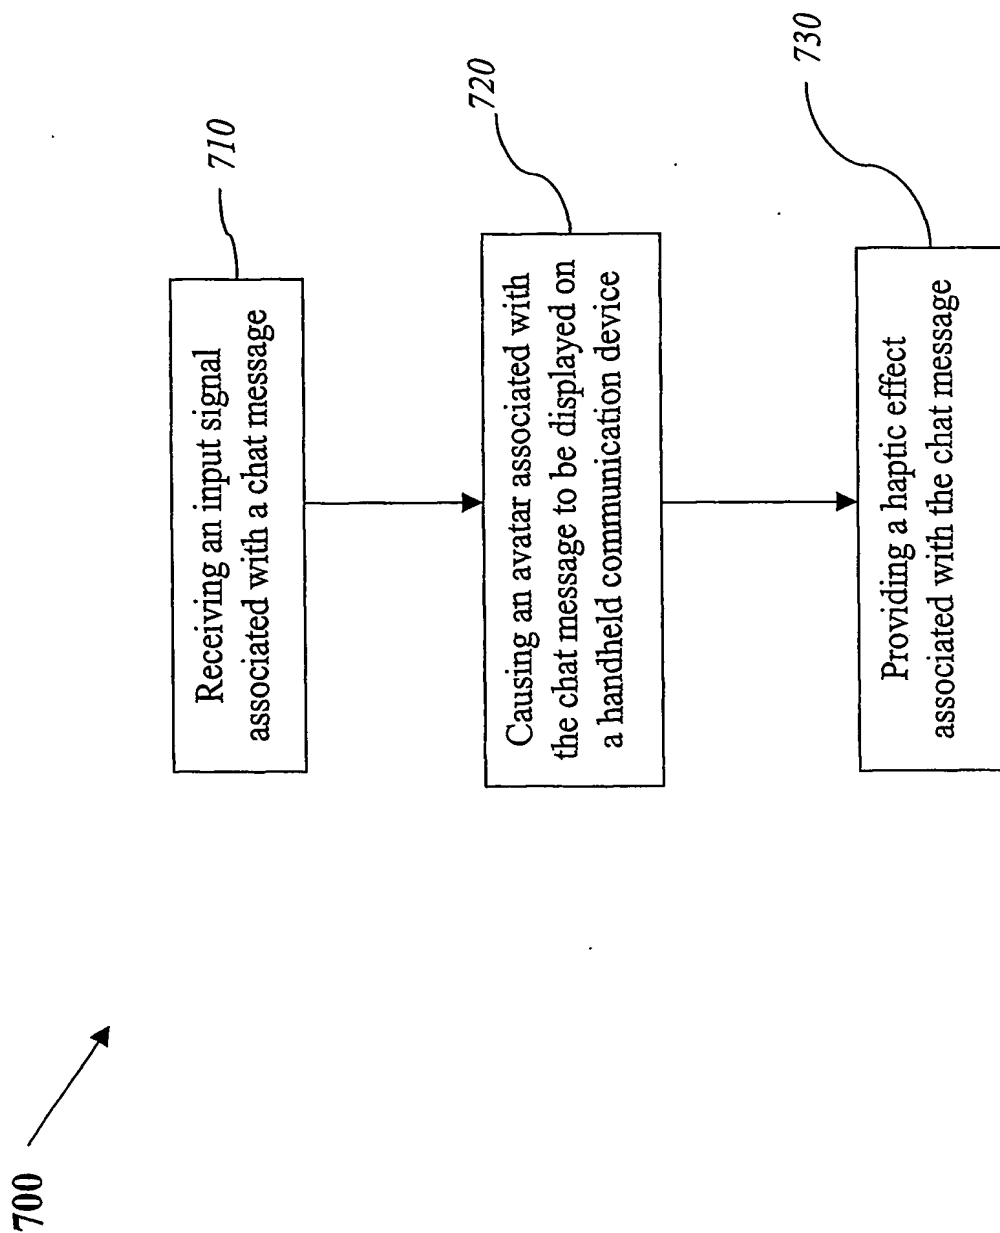 700
Receiving an input signal
associated with a chat message
710
Causing an avatar associated with
the chat message to be displayed on
a handheld communication device
720
Providing a haptic effect
associated with the chat message
730